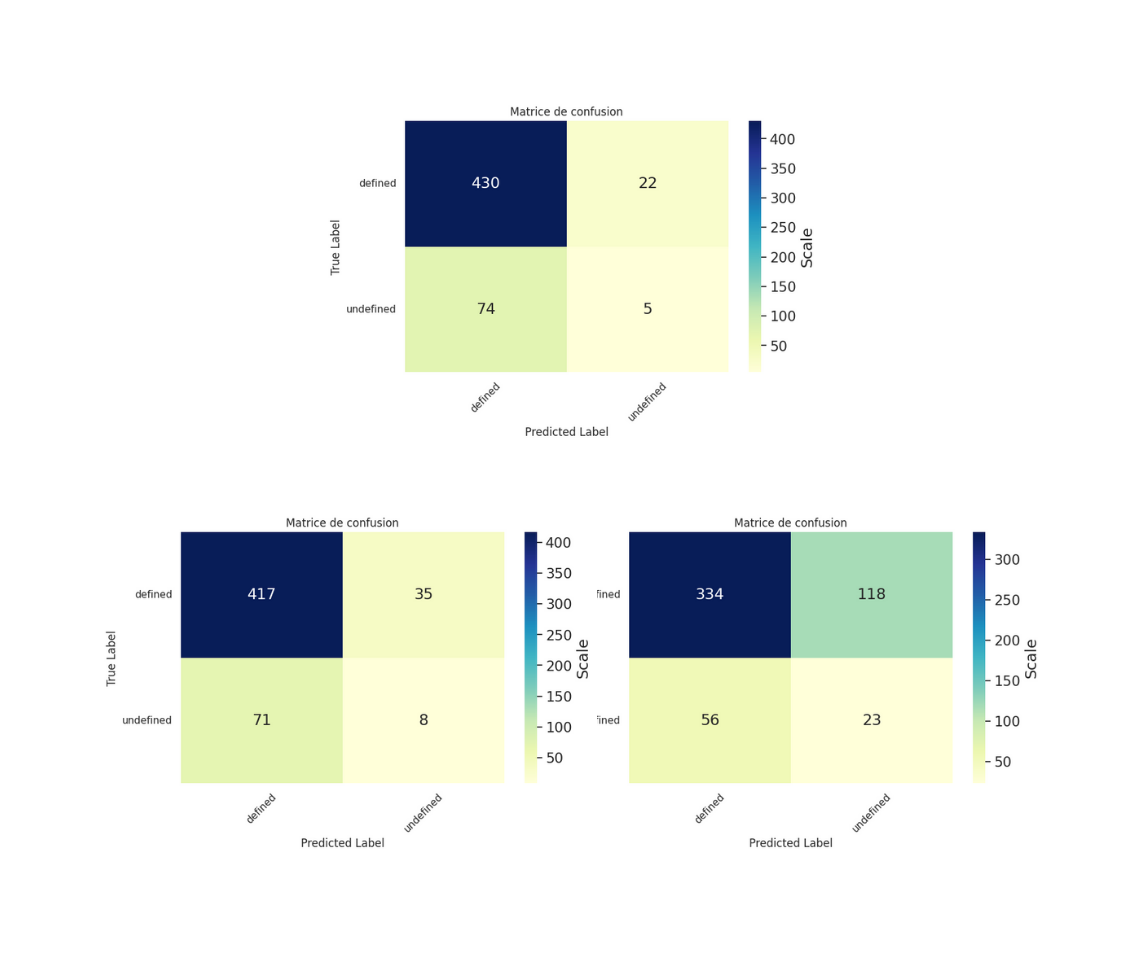 Matrice de confusion
True Label
defined
undefined
430
22
74
5
defined
undefined
Predicted Label
400
350
300
250
200
150
100
50
Scale
Matrice de confusion
True Label
defined
undefined
417
35
71
8
defined
undefined
Predicted Label
400
350
300
250
200
150
100
50
Scale
Matrice de confusion
fined
fined
334
118
56
23
defined
undefined
Predicted Label
300
250
200
150
100
50
Scale